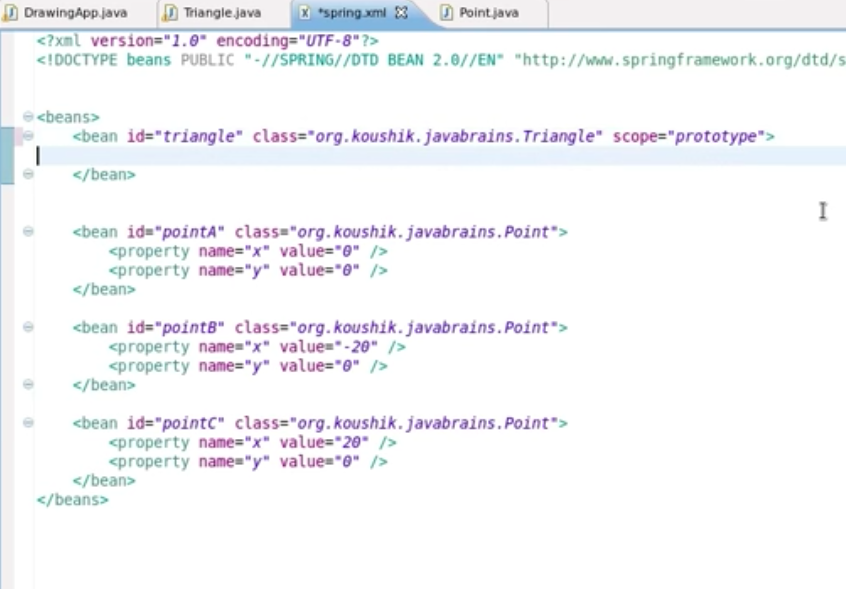 DrawingApp.java Triangle.java *spring.xml Point.java
<?xml version="1.0" encoding="UTF-8"?>
<!DOCTYPE beans PUBLIC "-//SPRING//DTD BEAN 2.0//EN" "http://www.springframework.org/dtd/s
<beans>
<bean id="triangle" class="org.koushik.javabrains.Triangle" scope="prototype">
</bean>
<bean id="pointA" class="org.koushik.javabrains.Point">
<property name="x" value="0" />
<property name="y" value="0" />
</bean>
<bean id="pointB" class="org.koushik.javabrains.Point">
<property name="x" value="-20" />
<property name="y" value="0" />
</bean>
<bean id="pointC" class="org.koushik.javabrains.Point">
<property name="x" value="20" />
<property name="y" value="0" />
</bean>
</beans>